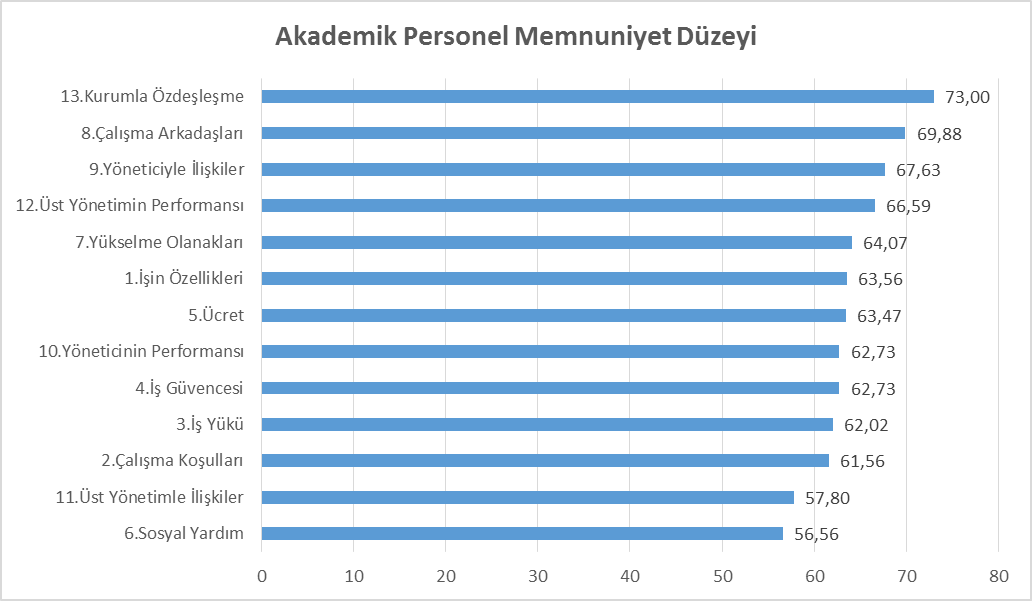 Akademik Personel Memnuniyet Düzeyi
13.Kurumla Özdeşleşme 73,00
8.Çalışma Arkadaşları 69,88
9.Yöneticiyle İlişkiler 67,63
12.Üst Yönetimin Performansı 66,59
7.Yükselme Olanakları 64,07
1.İşin Özellikleri 63,56
5.Ücret 63,47
10.Yöneticinin Performansı 62,73
4.İş Güvencesi 62,73
3.İş Yükü 62,02
2.Çalışma Koşulları 61,56
11.Üst Yönetimle İlişkiler 57,80
6.Sosyal Yardım 56,56
0 10 20 30 40 50 60 70 80